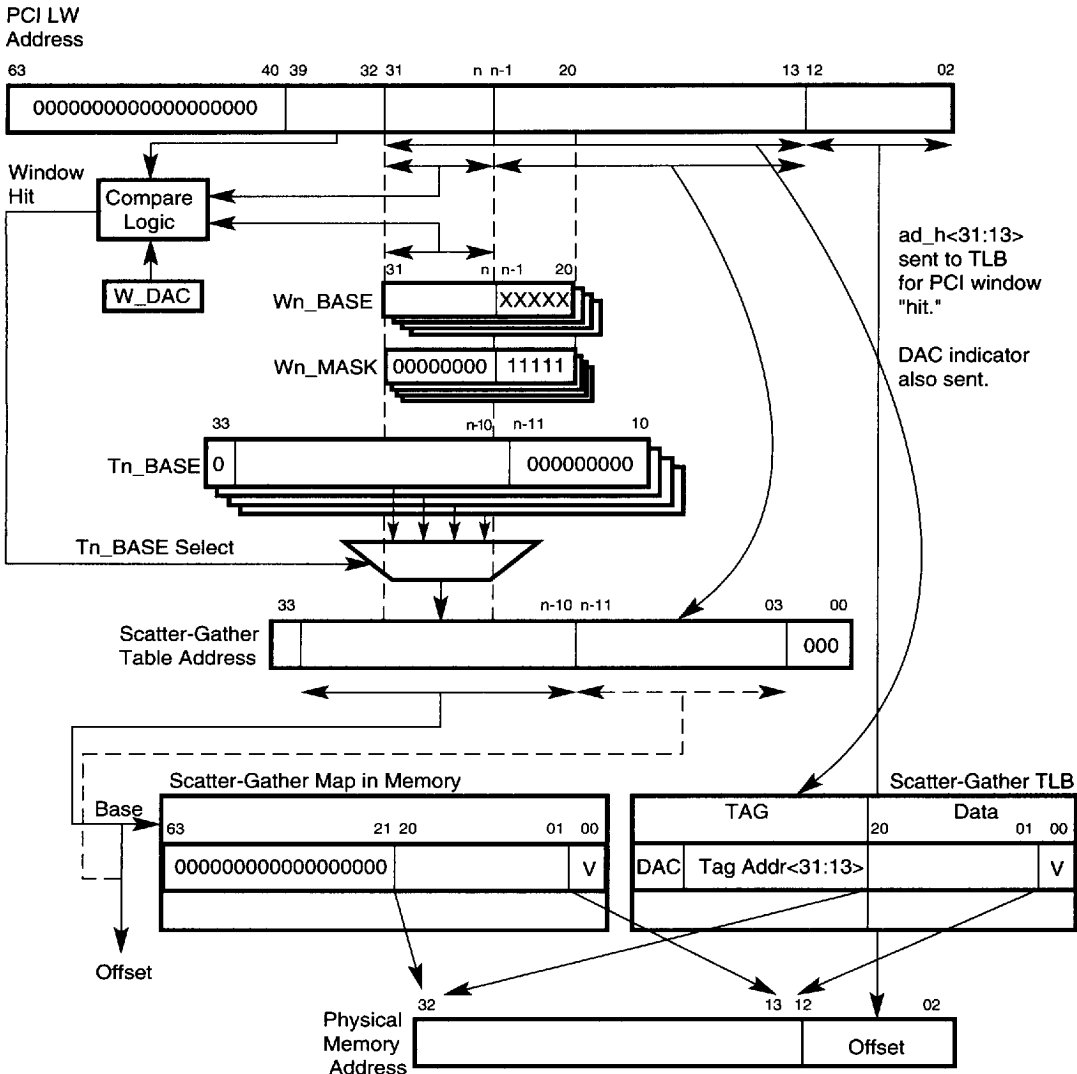 PCI LW
Address
63 40 39 32 31 n n-1 20 13 12 02
00000000000000000000
Window
Hit
Compare
Logic
W_DAC
ad_h<31:13>
sent to TLB
for PCI window
"hit."
DAC indicator
also sent.
31 n n-1 20
Wn_BASE XXXXX
Wn_MASK 00000000 11111
33 n-10 n-11 10
Tn_BASE 0 000000000
Tn_BASE Select
33 n-10 n-11 03 00
Scatter-Gather
Table Address
000
Scatter-Gather Map in Memory
Base
63 21 20 01 00
00000000000000000 V
Offset
Scatter-Gather TLB
TAG Data
20 01 00
DAC Tag Addr<31:13> V
32 13 12 02
Physical
Memory
Address
Offset